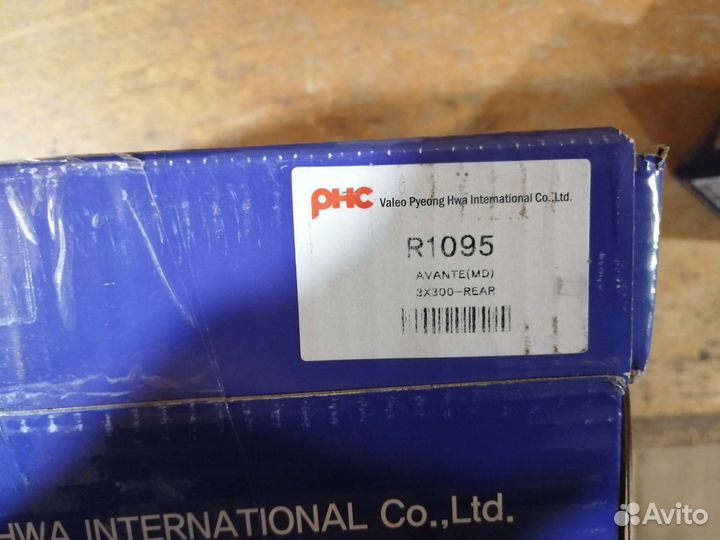 PHC Valeo Pyeong Hwa International Co.,Ltd.
R1095
AVANTE(MD)
3X300-REAR
HWA INTERNATIONAL Co.,Ltd.
Avito